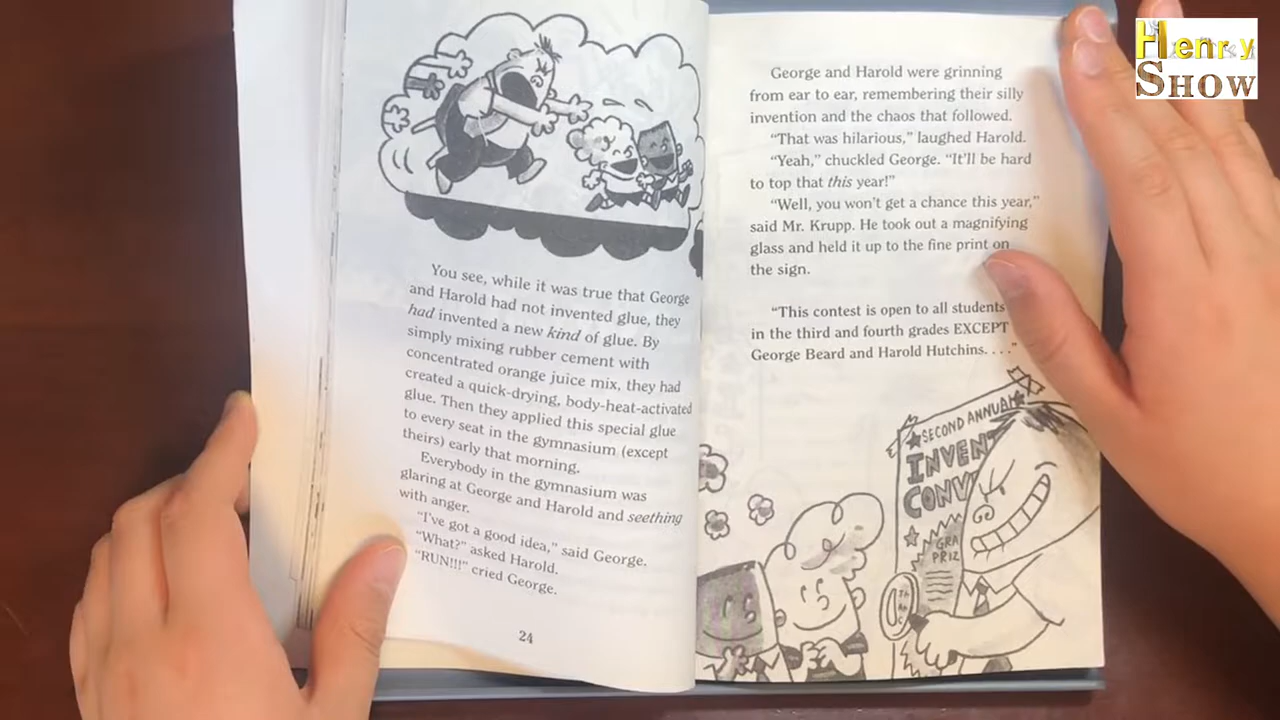 You see, while it was true that George
and Harold had not invented glue, they
had invented a new kind of glue. By
simply mixing rubber cement with
concentrated orange juice mix, they had
created a quick-drying, body-heat-activated
glue. Then they applied this special glue
to every seat in the gymnasium (except
theirs) early that morning.
Everybody in the gymnasium was
glaring at George and Harold and seething
with anger.
“I’ve got a good idea,” said George.
“What?” asked Harold.
“RUN!!!” cried George.
24
George and Harold were grinning
from ear to ear, remembering their silly
invention and the chaos that followed.
“That was hilarious,” laughed Harold.
“Yeah,” chuckled George. “It’ll be hard
to top that this year!”
“Well, you won’t get a chance this year,”
said Mr. Krupp. He took out a magnifying
glass and held it up to the fine print on
the sign.
“This contest is open to all students
in the third and fourth grades EXCEPT
George Beard and Harold Hutchins. . . .”
SECOND ANNUAL
INVEN
CONV
GRA
PRIZ
Henry
SHOW